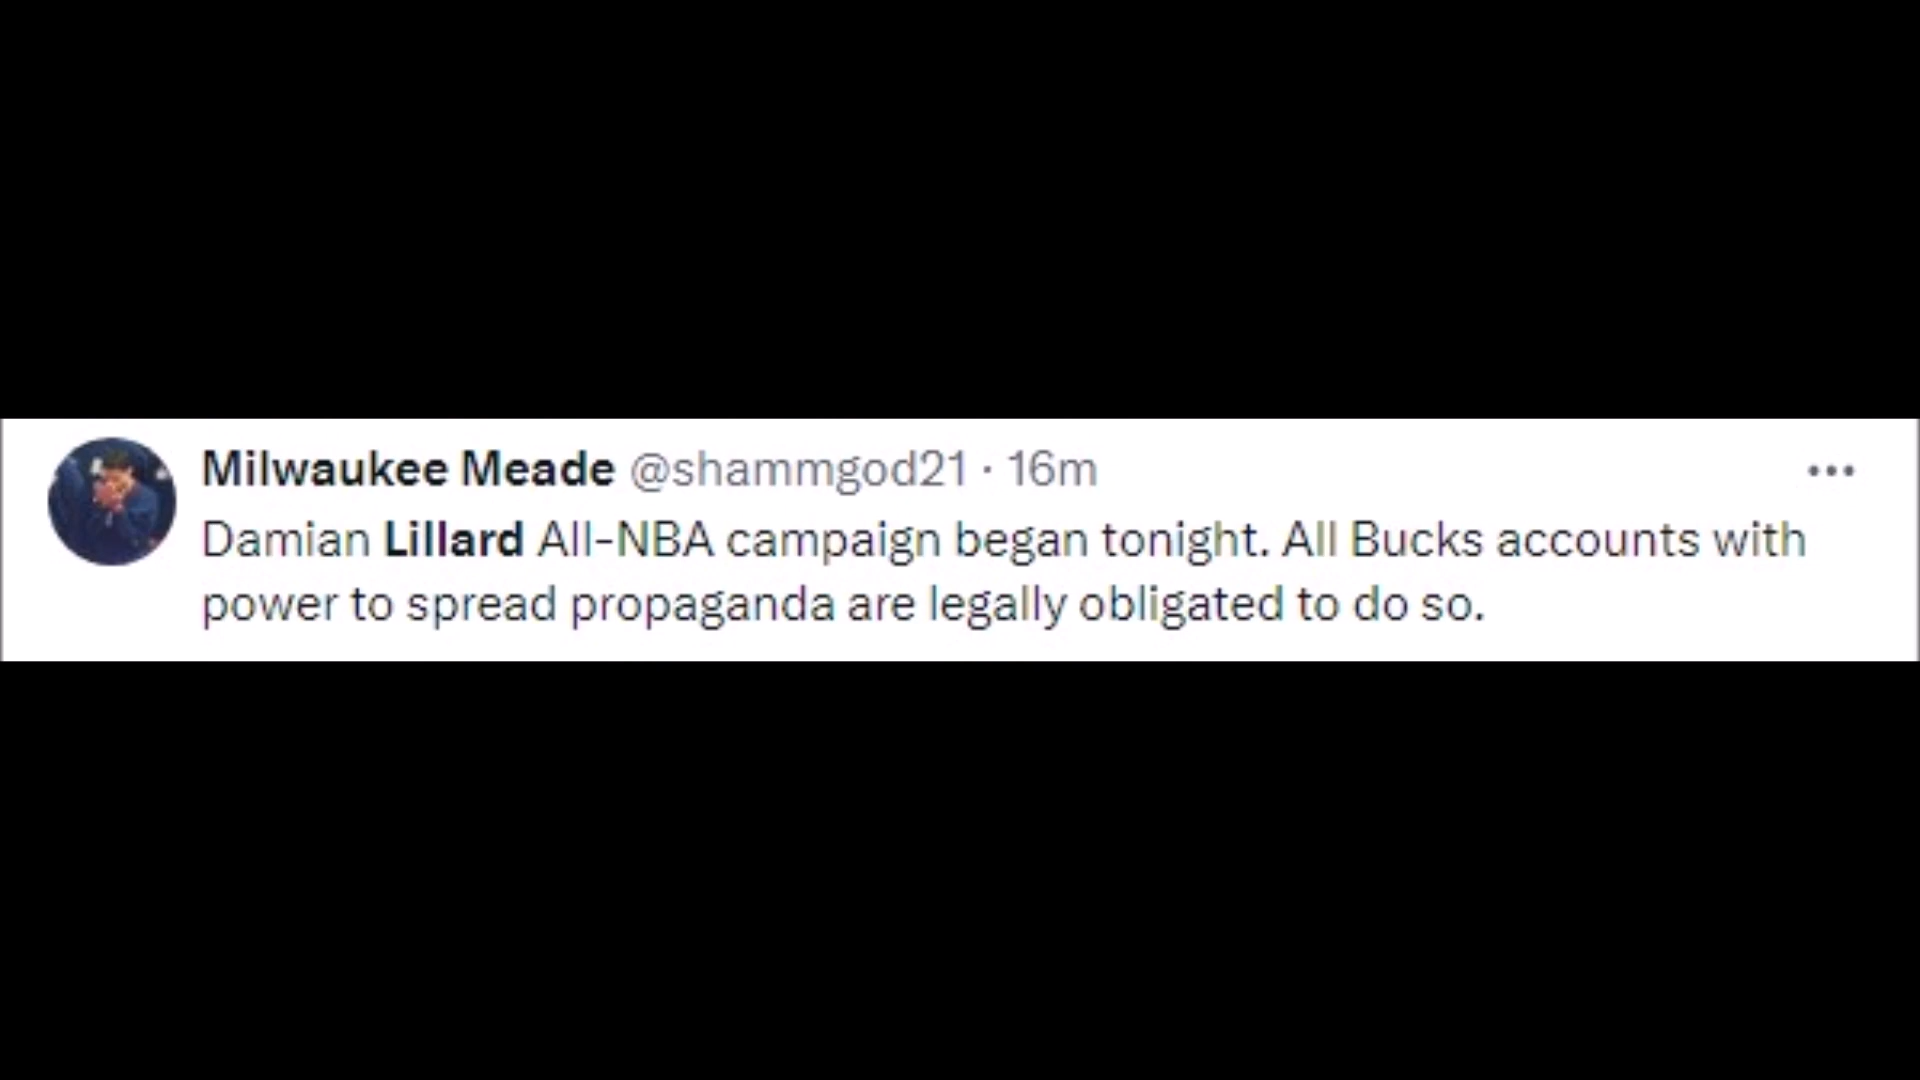 Milwaukee Meade @shammgod21 · 16m
Damian Lillard All-NBA campaign began tonight. All Bucks accounts with
power to spread propaganda are legally obligated to do so.